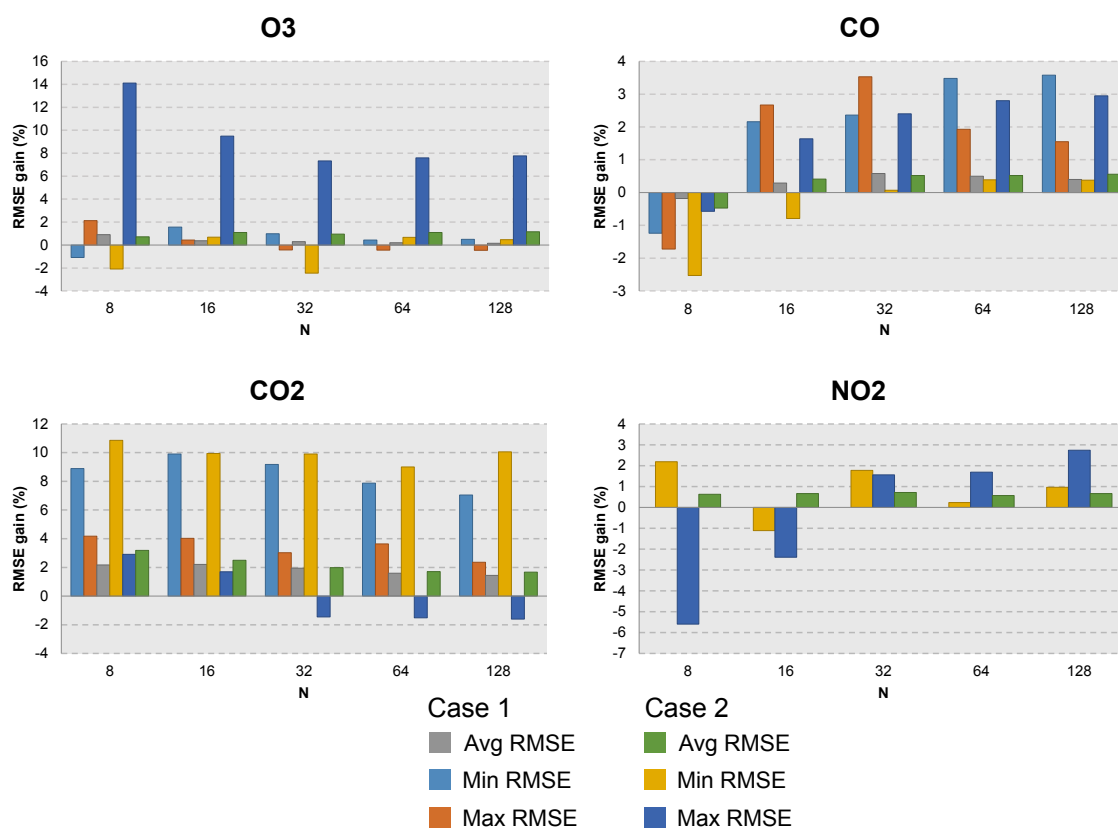 O3
RMSE gain (%)
16
14
12
10
8
6
4
2
0
-2
-4
8 16 32 64 128
N
CO
RMSE gain (%)
4
3
2
1
0
-1
-2
-3
8 16 32 64 128
N
CO2
RMSE gain (%)
12
10
8
6
4
2
0
-2
-4
8 16 32 64 128
N
NO2
RMSE gain (%)
4
3
2
1
0
-1
-2
-3
-4
-5
-6
-7
8 16 32 64 128
N
Case 1
Avg RMSE
Min RMSE
Max RMSE
Case 2
Avg RMSE
Min RMSE
Max RMSE